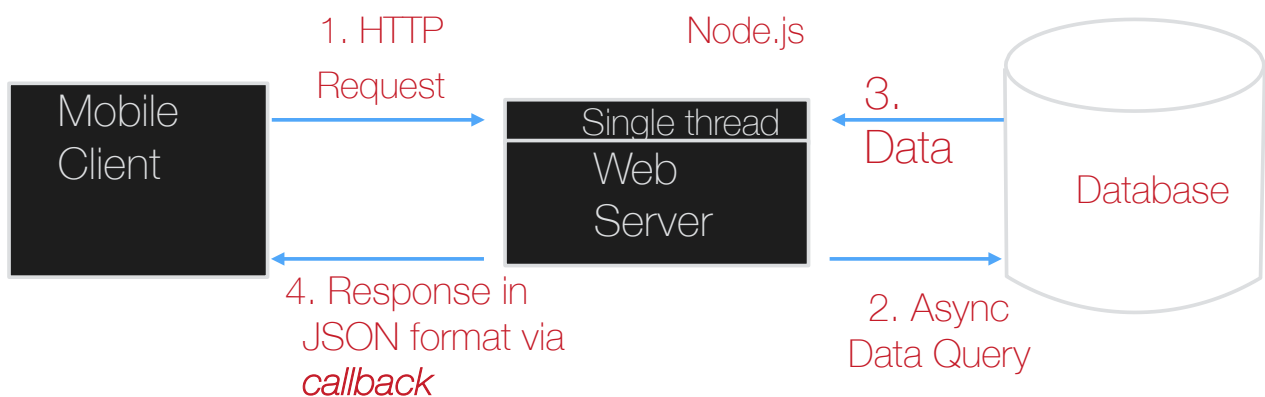 1. HTTP
Request
Node.js
Mobile
Client
Single thread
Web
Server
3.
Data
Database
4. Response in
JSON format via
callback
2. Async
Data Query